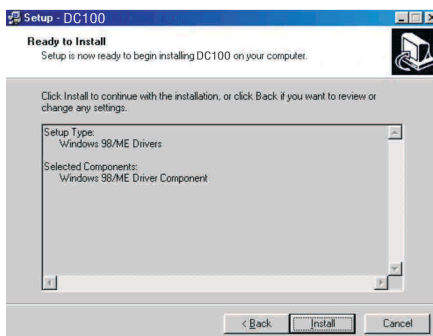 Setup - DC100
Ready to Install
Setup is now ready to begin installing DC100 on your computer.
Click Install to continue with the installation, or click Back if you want to review or
change any settings.
Setup Type:
Windows 98/ME Drivers
Selected Components:
Windows 98/ME Driver Component
< Back
Install
Cancel